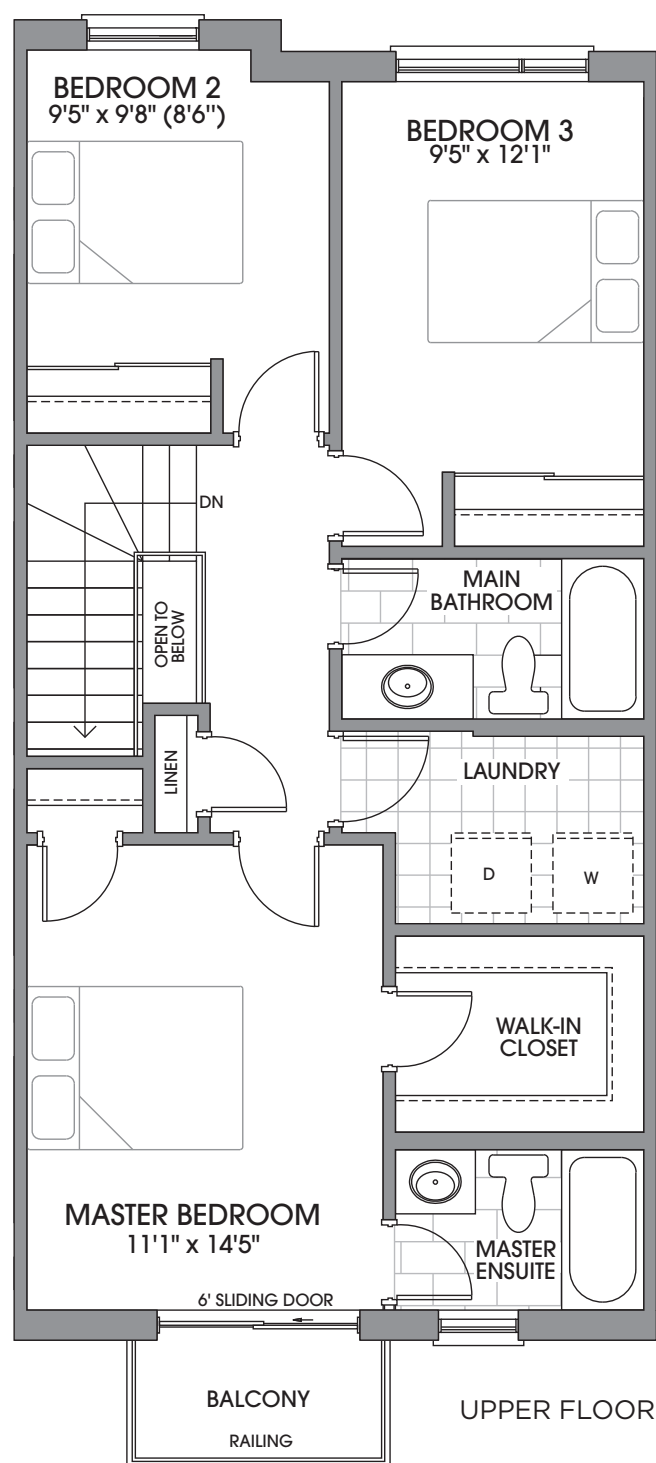 BEDROOM 2
9'5" x 9'8" (8'6")
BEDROOM 3
9'5" x 12'1"
DN
OPEN TO
BELOW
MAIN
BATHROOM
LINEN
LAUNDRY
D
W
WALK-IN
CLOSET
MASTER BEDROOM
11'1" x 14'5"
MASTER
ENSUITE
6' SLIDING DOOR
BALCONY
RAILING
UPPER FLOOR